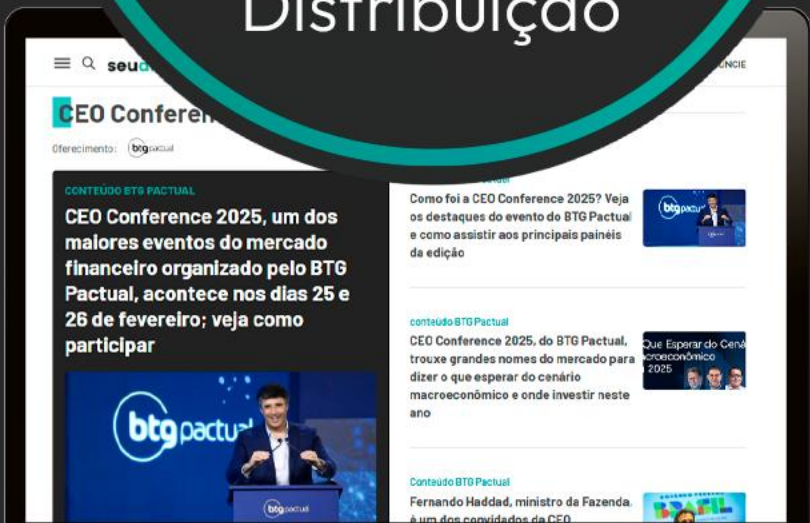 Distribuição
seu
NCIE
CEO Conferen
Oferecimento: btg pactual
CONTEÚDO BTG PACTUAL
CEO Conference 2025, um dos
maiores eventos do mercado
financeiro organizado pelo BTG
Pactual, acontece nos dias 25 e
26 de fevereiro; veja como
participar
btg pactual
btg pactual
Como foi a CEO Conference 2025? Veja
os destaques do evento do BTG Pactual
e como assistir aos principais painéis
da edição
btg pactu
conteúdo BTG Pactual
CEO Conference 2025, do BTG Pactual,
trouxe grandes nomes do mercado para
dizer o que esperar do cenário
macroeconômico e onde investir neste
ano
Que Esperar do Cená
croeconômico
2025
Conteúdo BTG Pactual
Fernando Haddad, ministro da Fazenda,
é um dos convidados da CEO
BRASIL